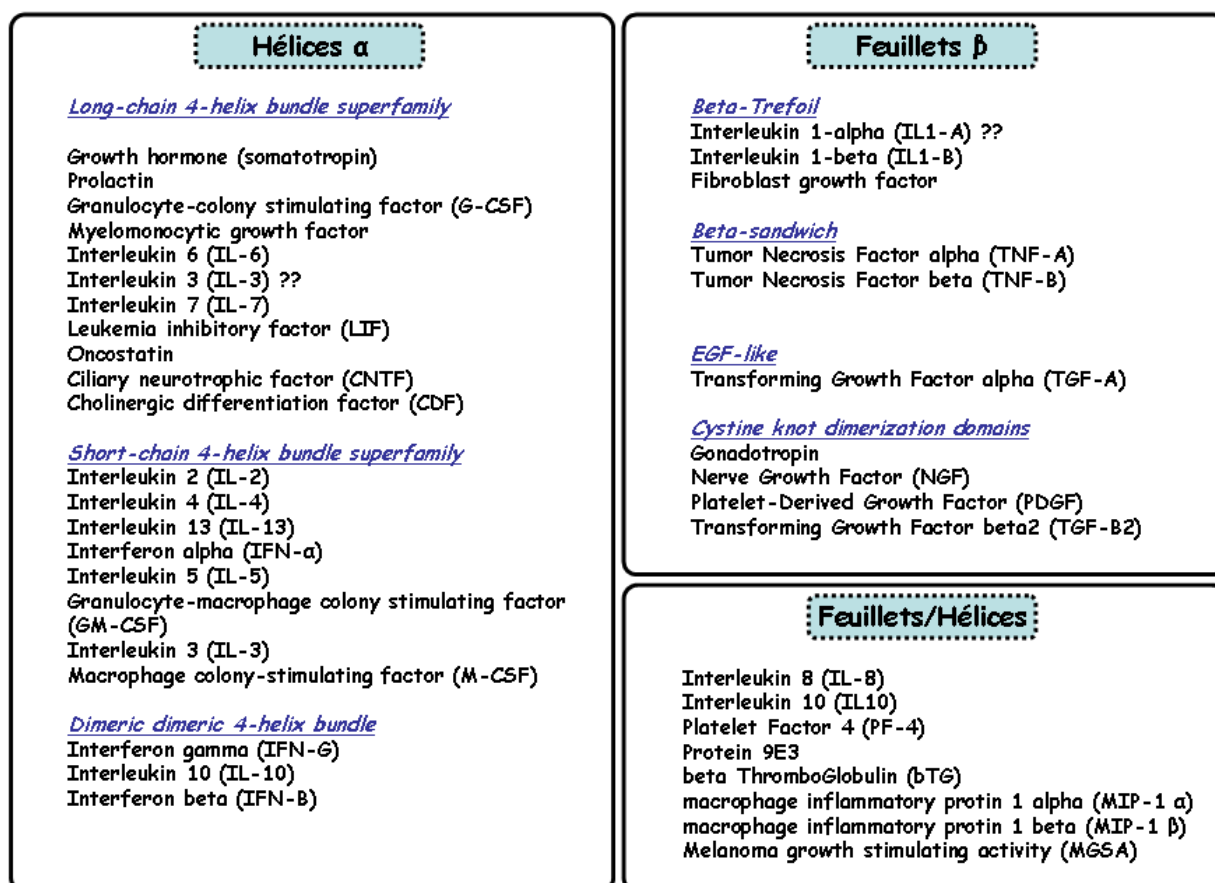 Hélices α
Long-chain 4-helix bundle superfamily
Growth hormone (somatotropin)
Prolactin
Granulocyte-colony stimulating factor (G-CSF)
Myelomonocytic growth factor
Interleukin 6 (IL-6)
Interleukin 3 (IL-3) ??
Interleukin 7 (IL-7)
Leukemia inhibitory factor (LIF)
Oncostatin
Ciliary neurotrophic factor (CNTF)
Cholinergic differentiation factor (CDF)
Short-chain 4-helix bundle superfamily
Interleukin 2 (IL-2)
Interleukin 4 (IL-4)
Interleukin 13 (IL-13)
Interferon alpha (IFN-α)
Interleukin 5 (IL-5)
Granulocyte-macrophage colony stimulating factor
(GM-CSF)
Interleukin 3 (IL-3)
Macrophage colony-stimulating factor (M-CSF)
Dimeric dimeric 4-helix bundle
Interferon gamma (IFN-G)
Interleukin 10 (IL-10)
Interferon beta (IFN-B)
Feuillets β
Beta-Trefoil
Interleukin 1-alpha (IL1-A) ??
Interleukin 1-beta (IL1-B)
Fibroblast growth factor
Beta-sandwich
Tumor Necrosis Factor alpha (TNF-A)
Tumor Necrosis Factor beta (TNF-B)
EGF-like
Transforming Growth Factor alpha (TGF-A)
Cystine knot dimerization domains
Gonadotropin
Nerve Growth Factor (NGF)
Platelet-Derived Growth Factor (PDGF)
Transforming Growth Factor beta2 (TGF-B2)
Feuillets/Hélices
Interleukin 8 (IL-8)
Interleukin 10 (IL10)
Platelet Factor 4 (PF-4)
Protein 9E3
beta ThromboGlobulin (bTG)
macrophage inflammatory protin 1 alpha (MIP-1 α)
macrophage inflammatory protin 1 beta (MIP-1 β)
Melanoma growth stimulating activity (MGSA)